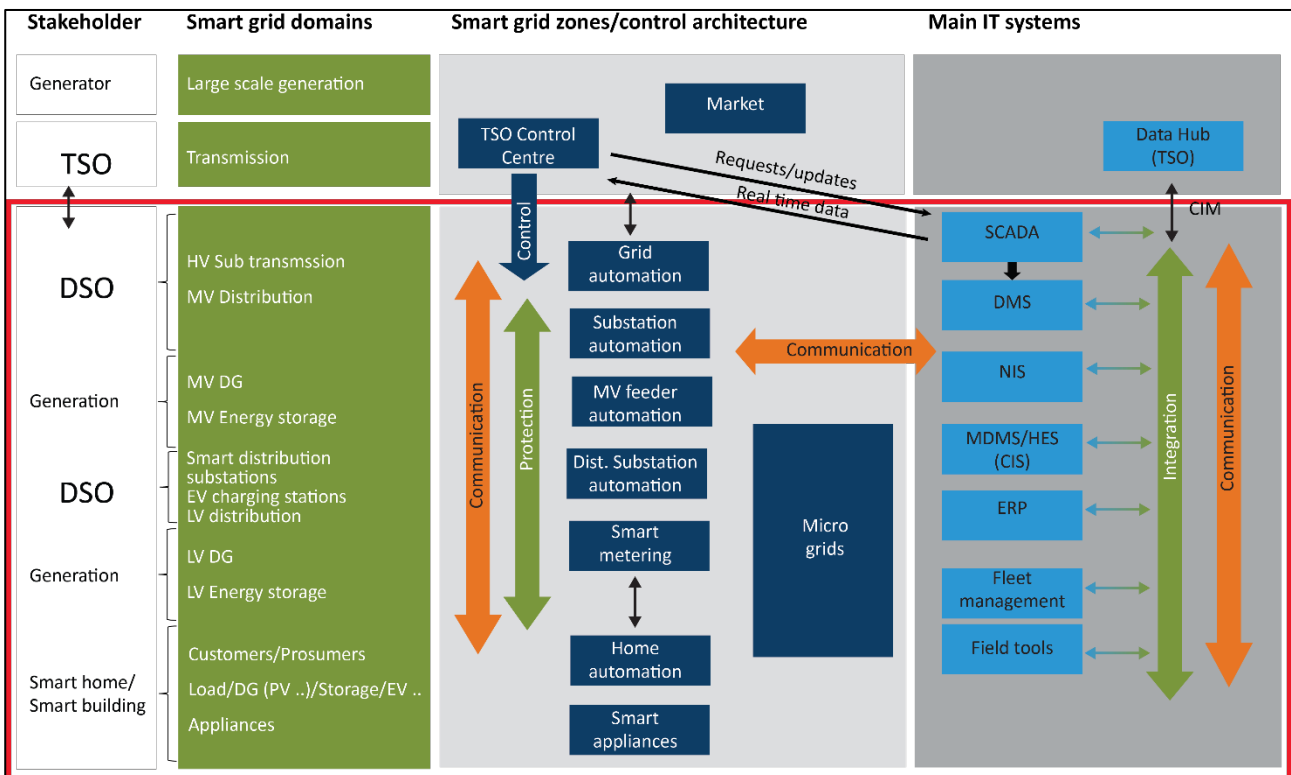 Stakeholder
Smart grid domains
Smart grid zones/control architecture
Main IT systems
Generator
Large scale generation
Market
TSO
Transmission
TSO Control
Centre
Data Hub
(TSO)
Requests/updates
Real time data
CIM
Control
DSO
HV Sub transmssion
MV Distribution
Grid
automation
SCADA
Substation
automation
DMS
Communication
Generation
MV DG
MV Energy storage
MV feeder
automation
NIS
Communication
Protection
Integration
Communication
DSO
Smart distribution
substations
EV charging stations
LV distribution
Dist. Substation
automation
MDMS/HES
(CIS)
ERP
Micro
grids
Generation
LV DG
LV Energy storage
Smart
metering
Fleet
management
Smart home/
Smart building
Customers/Prosumers
Load/DG (PV ..)/Storage/EV ..
Appliances
Home
automation
Field tools
Smart
appliances